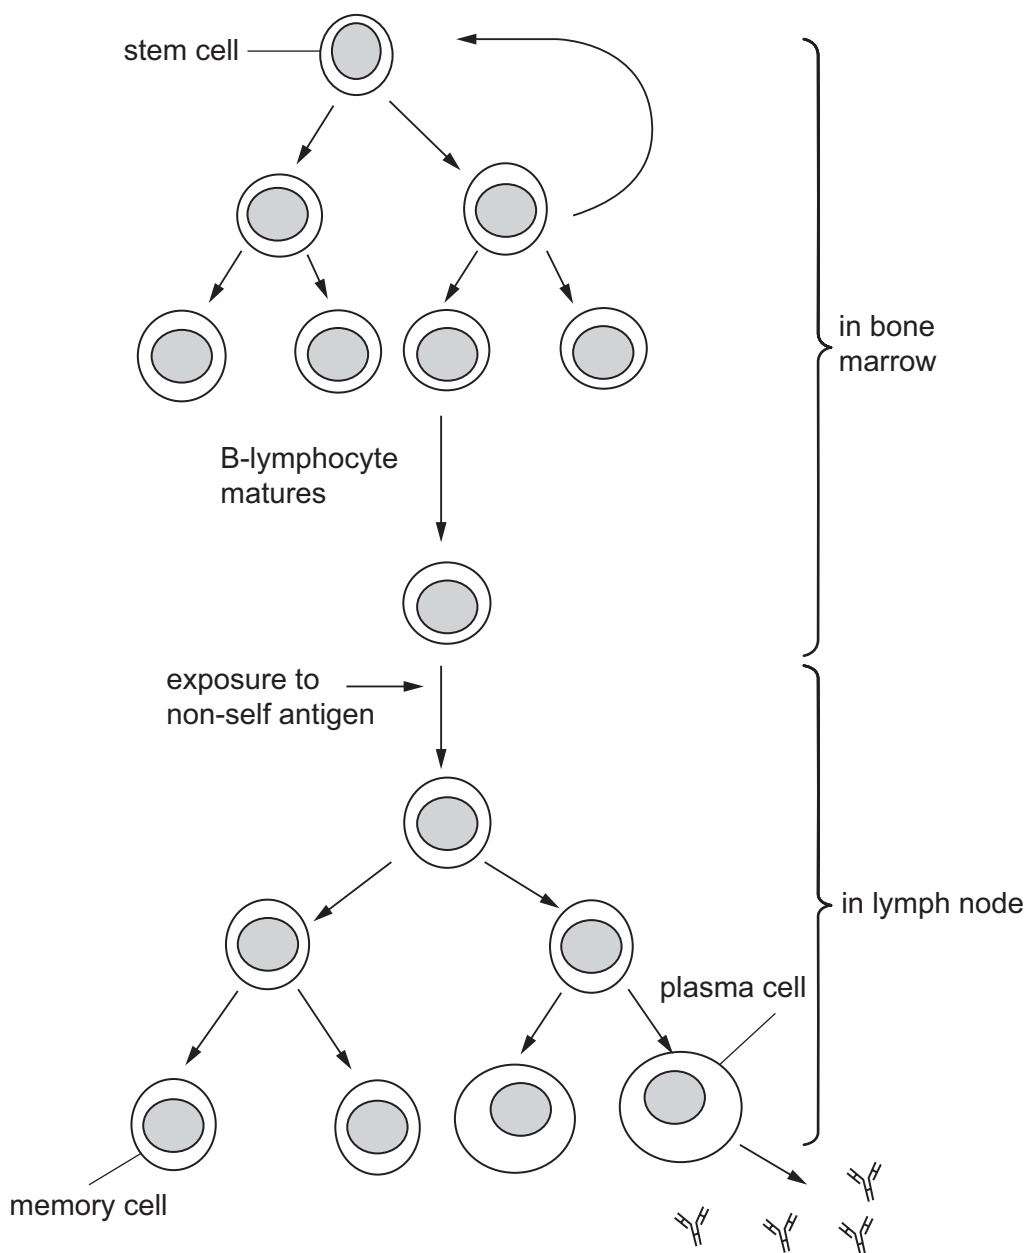 stem cell
in bone
marrow
B-lymphocyte
matures
exposure to
non-self antigen
in lymph node
plasma cell
memory cell